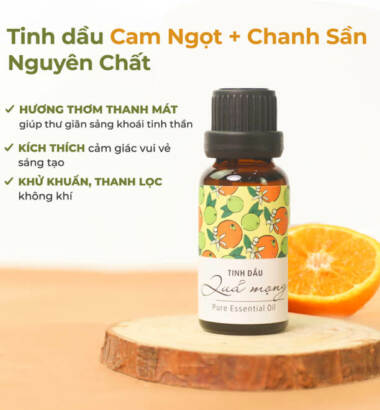 Tinh dầu Cam Ngọt + Chanh Sần
Nguyên Chất
HƯƠNG THƠM THANH MÁT
giúp thư giãn sảng khoái tinh thần
KÍCH THÍCH cảm giác vui vẻ
sáng tạo
KHỬ KHUẨN, THANH LỌC
không khí
TINH DẦU
Quả mọng
Pure Essential Oil